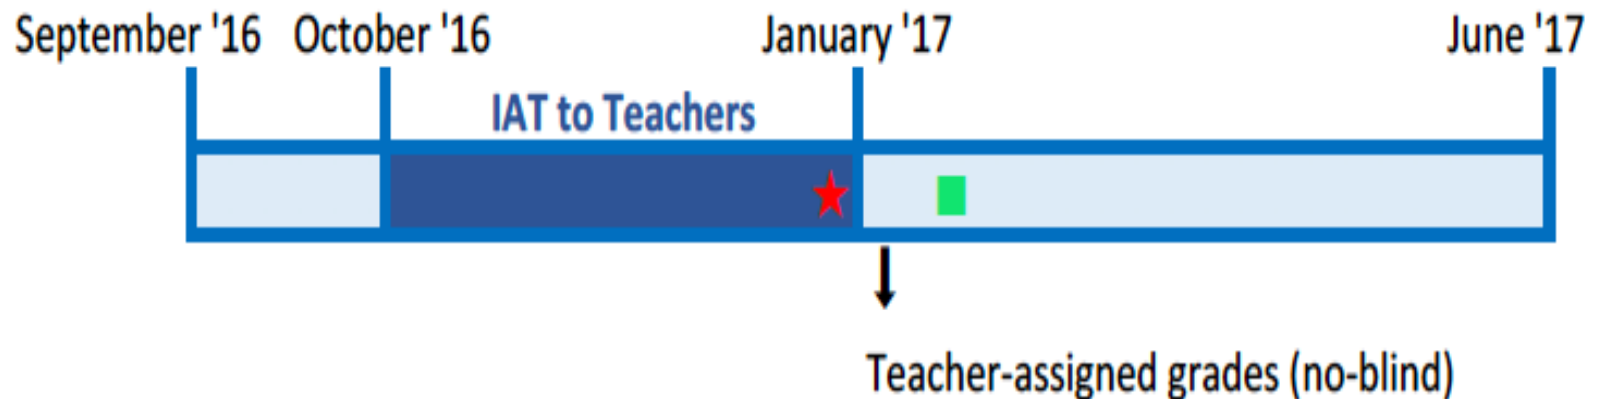 September '16 October '16 January '17 June '17
IAT to Teachers
Teacher-assigned grades (no-blind)